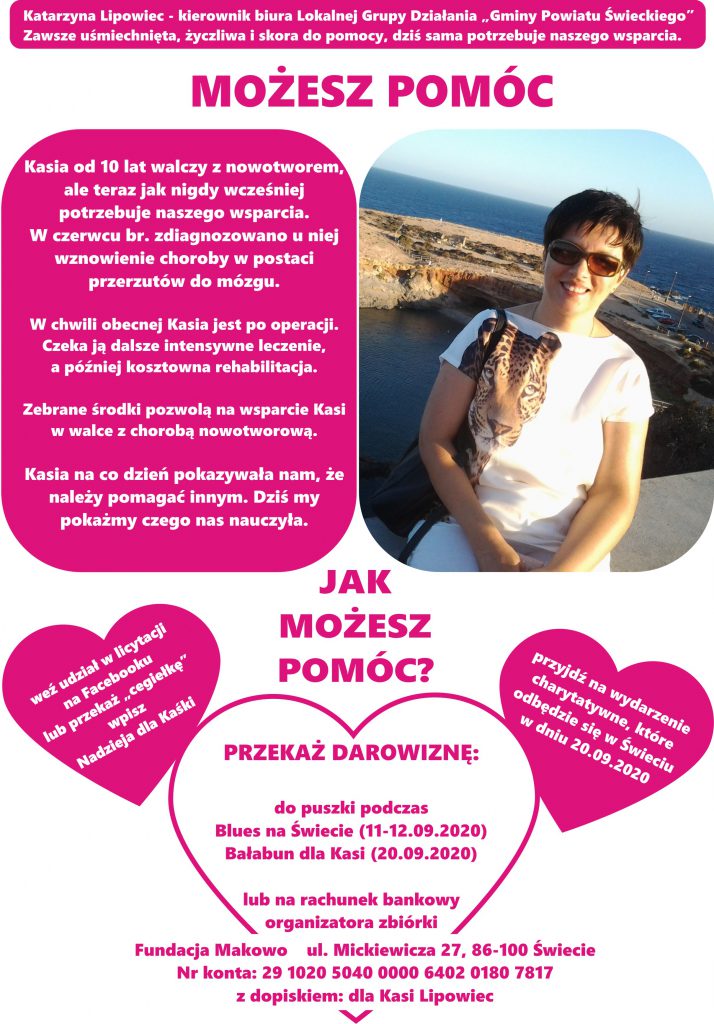 Katarzyna Lipowiec - kierownik biura Lokalnej Grupy Działania „Gminy Powiatu Świeckiego”
Zawsze uśmiechnięta, życzliwa i skora do pomocy, dziś sama potrzebuje naszego wsparcia.
MOŻESZ POMÓC
Kasia od 10 lat walczy z nowotworem,
ale teraz jak nigdy wcześniej
potrzebuje naszego wsparcia.
W czerwcu br. zdiagnozowano u niej
wznowienie choroby w postaci
przerzutów do mózgu.
W chwili obecnej Kasia jest po operacji.
Czeka ją dalsze intensywne leczenie,
a później kosztowna rehabilitacja.
Zebrane środki pozwolą na wsparcie Kasi
w walce z chorobą nowotworową.
Kasia na co dzień pokazywała nam, że
należy pomagać innym. Dziś my
pokażmy czego nas nauczyła.
JAK
MOŻESZ
POMÓC?
weź udział w licytacji
na Facebooku
lub przekaż „cegiełkę”
wpisz
Nadzieja dla Kaśki
przyjdź na wydarzenie
charytatywne, które
odbędzie się w Świeciu
w dniu 20.09.2020
PRZEKAŻ DAROWIZNĘ:
do puszki podczas
Blues na Świecie (11-12.09.2020)
Bałabun dla Kasi (20.09.2020)
lub na rachunek bankowy
organizatora zbiórki
Fundacja Makowo ul. Mickiewicza 27, 86-100 Świecie
Nr konta: 29 1020 5040 0000 6402 0180 7817
z dopiskiem: dla Kasi Lipowiec